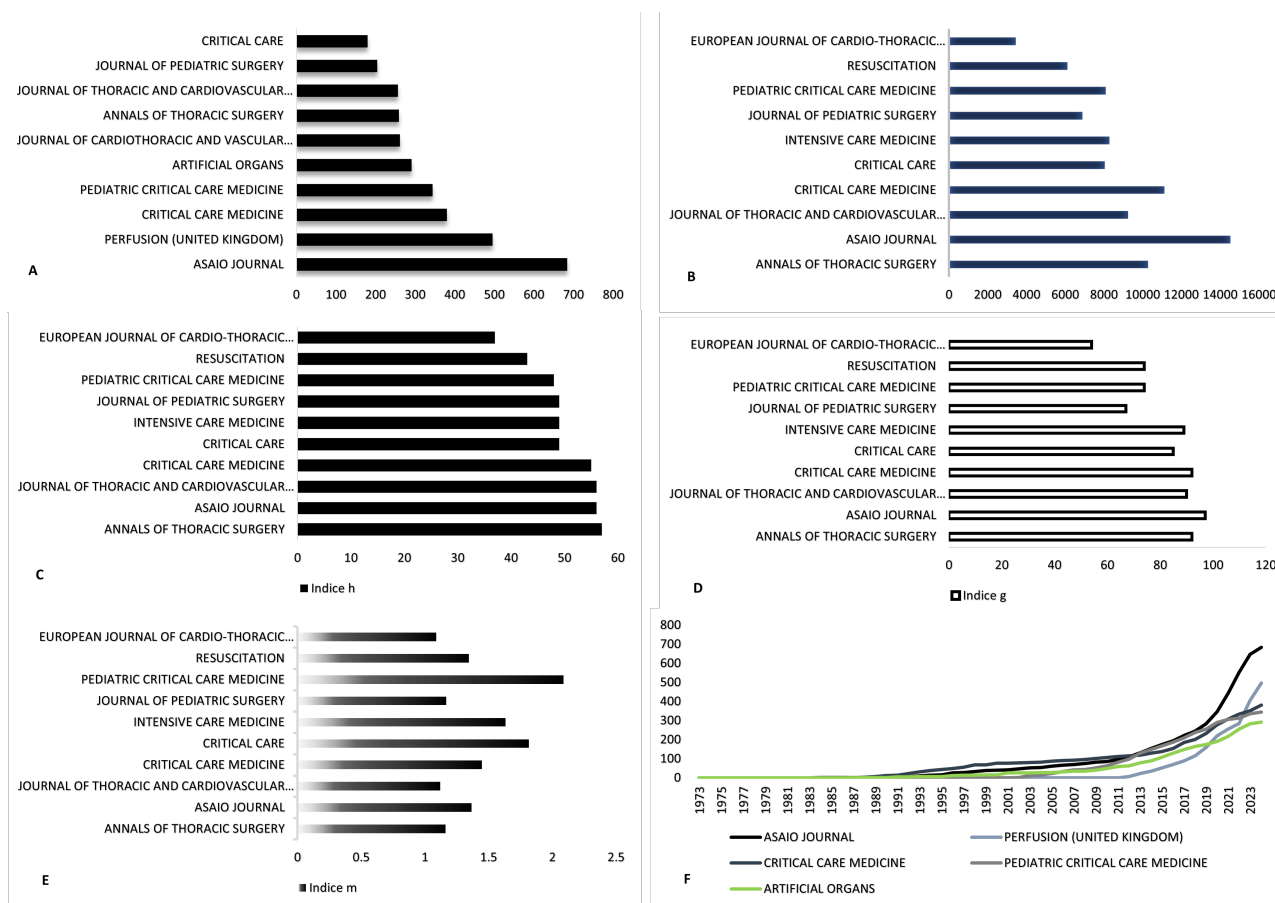 CRITICAL CARE
JOURNAL OF PEDIATRIC SURGERY
JOURNAL OF THORACIC AND CARDIOVASCULAR...
ANNALS OF THORACIC SURGERY
JOURNAL OF CARDIOTHORACIC AND VASCULAR...
ARTIFICIAL ORGANS
PEDIATRIC CRITICAL CARE MEDICINE
CRITICAL CARE MEDICINE
PERFUSION (UNITED KINGDOM)
ASAIO JOURNAL
A
0 100 200 300 400 500 600 700 800
EUROPEAN JOURNAL OF CARDIO-THORACIC...
RESUSCITATION
PEDIATRIC CRITICAL CARE MEDICINE
JOURNAL OF PEDIATRIC SURGERY
INTENSIVE CARE MEDICINE
CRITICAL CARE
CRITICAL CARE MEDICINE
JOURNAL OF THORACIC AND CARDIOVASCULAR...
ASAIO JOURNAL
ANNALS OF THORACIC SURGERY
B
0 2000 4000 6000 8000 10000 12000 14000 16000
EUROPEAN JOURNAL OF CARDIO-THORACIC...
RESUSCITATION
PEDIATRIC CRITICAL CARE MEDICINE
JOURNAL OF PEDIATRIC SURGERY
INTENSIVE CARE MEDICINE
CRITICAL CARE
CRITICAL CARE MEDICINE
JOURNAL OF THORACIC AND CARDIOVASCULAR...
ASAIO JOURNAL
ANNALS OF THORACIC SURGERY
0 10 20 30 40 50 60
C
Indice h
EUROPEAN JOURNAL OF CARDIO-THORACIC...
RESUSCITATION
PEDIATRIC CRITICAL CARE MEDICINE
JOURNAL OF PEDIATRIC SURGERY
INTENSIVE CARE MEDICINE
CRITICAL CARE
CRITICAL CARE MEDICINE
JOURNAL OF THORACIC AND CARDIOVASCULAR...
ASAIO JOURNAL
ANNALS OF THORACIC SURGERY
0 20 40 60 80 100 120
D
Indice g
EUROPEAN JOURNAL OF CARDIO-THORACIC...
RESUSCITATION
PEDIATRIC CRITICAL CARE MEDICINE
JOURNAL OF PEDIATRIC SURGERY
INTENSIVE CARE MEDICINE
CRITICAL CARE
CRITICAL CARE MEDICINE
JOURNAL OF THORACIC AND CARDIOVASCULAR...
ASAIO JOURNAL
ANNALS OF THORACIC SURGERY
0 0.5 1 1.5 2 2.5
E
Indice m
800
700
600
500
400
300
200
100
0
1973 1975 1977 1979 1981 1983 1985 1987 1989 1991 1993 1995 1997 1999 2001 2003 2005 2007 2009 2011 2013 2015 2017 2019 2021 2023
ASAIO JOURNAL PERFUSION (UNITED KINGDOM)
CRITICAL CARE MEDICINE PEDIATRIC CRITICAL CARE MEDICINE
F
ARTIFICIAL ORGANS